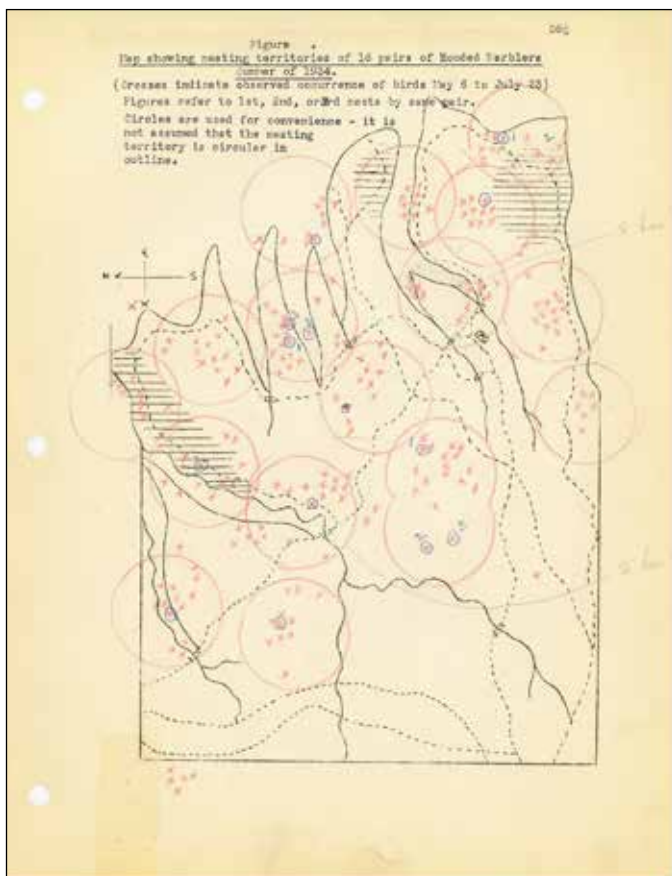 Figure .
Map showing nesting territories of 16 pairs of Hooded Warblers
Summer of 1934.
(Crosses indicate observed occurrence of birds May 6 to July 23)
Figures refer to 1st, 2nd, or 3rd nests by same pair.
Circles are used for convenience - it is
not assumed that the nesting
territory is circular in
outline.
N S